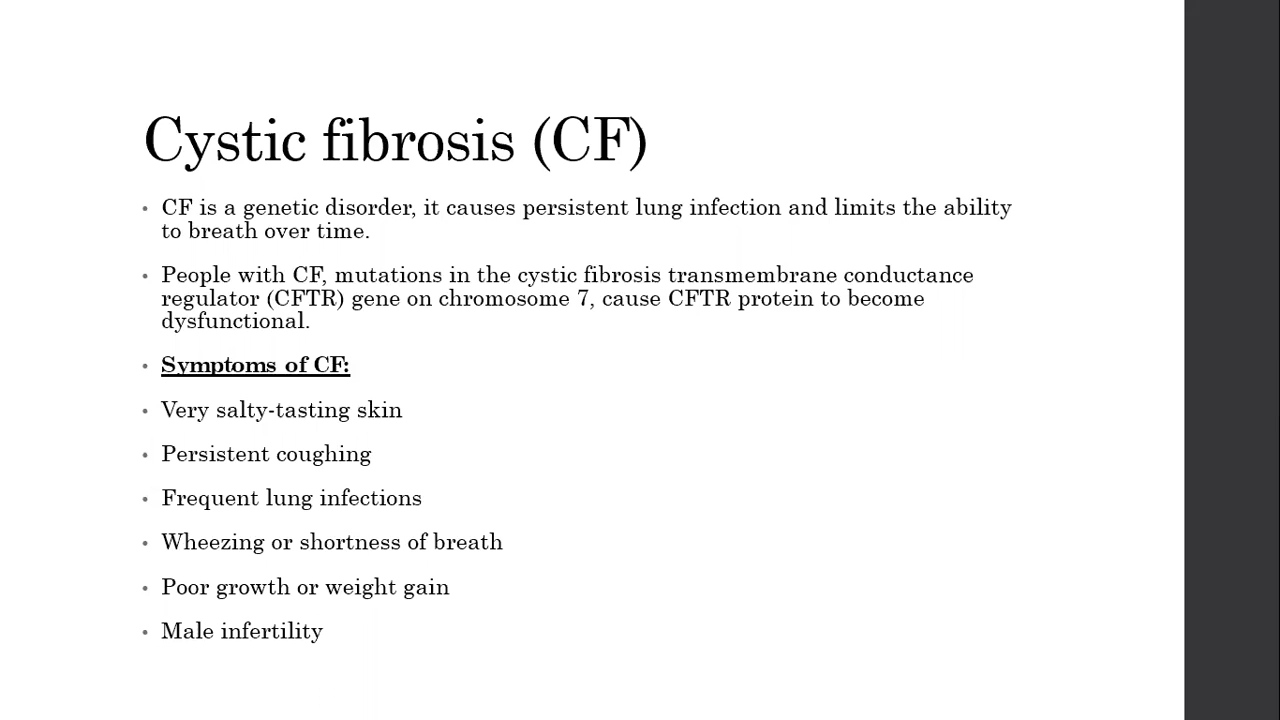 Cystic fibrosis (CF)
• CF is a genetic disorder, it causes persistent lung infection and limits the ability
to breath over time.
• People with CF, mutations in the cystic fibrosis transmembrane conductance
regulator (CFTR) gene on chromosome 7, cause CFTR protein to become
dysfunctional.
• Symptoms of CF:
• Very salty-tasting skin
• Persistent coughing
• Frequent lung infections
• Wheezing or shortness of breath
• Poor growth or weight gain
• Male infertility